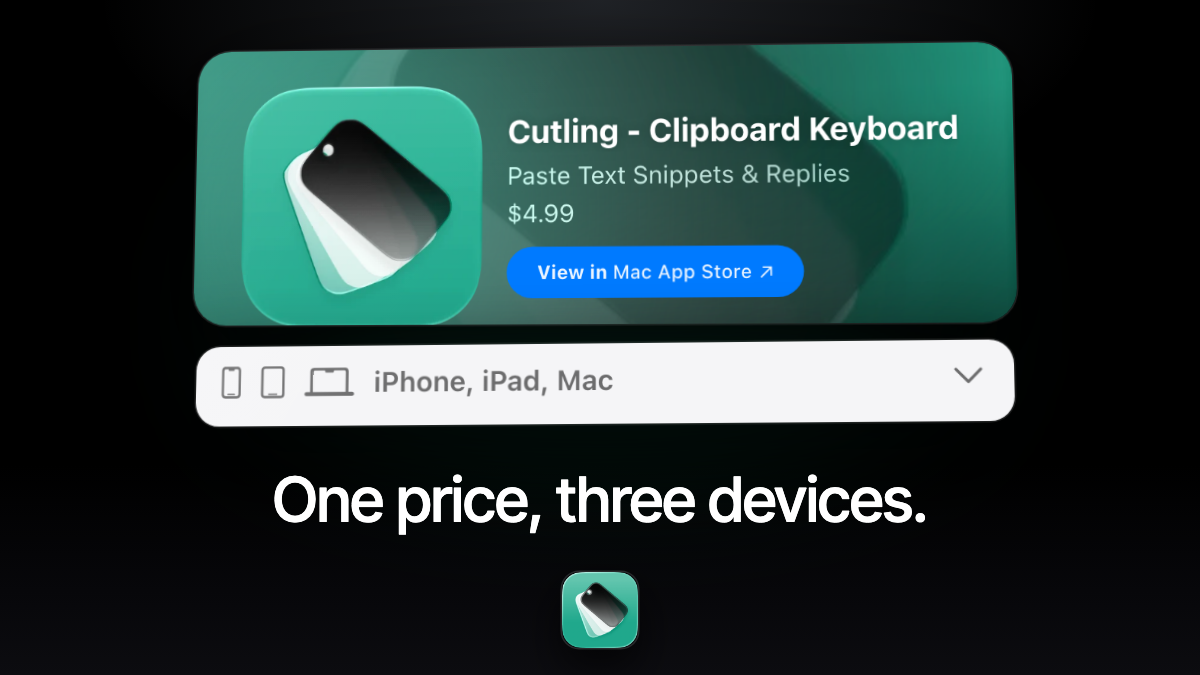 Cutling - Clipboard Keyboard
Paste Text Snippets & Replies
$4.99
View in Mac App Store ↗
iPhone, iPad, Mac
One price, three devices.